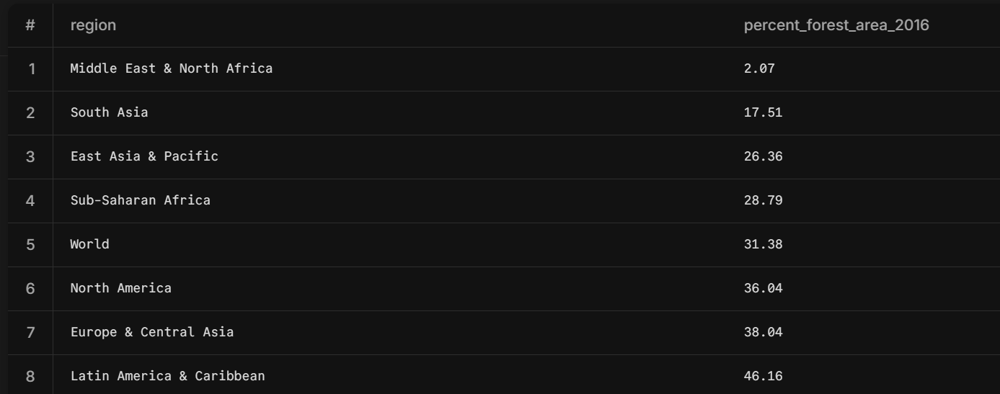 # region percent_forest_area_2016
1 Middle East & North Africa 2.07
2 South Asia 17.51
3 East Asia & Pacific 26.36
4 Sub-Saharan Africa 28.79
5 World 31.38
6 North America 36.04
7 Europe & Central Asia 38.04
8 Latin America & Caribbean 46.16